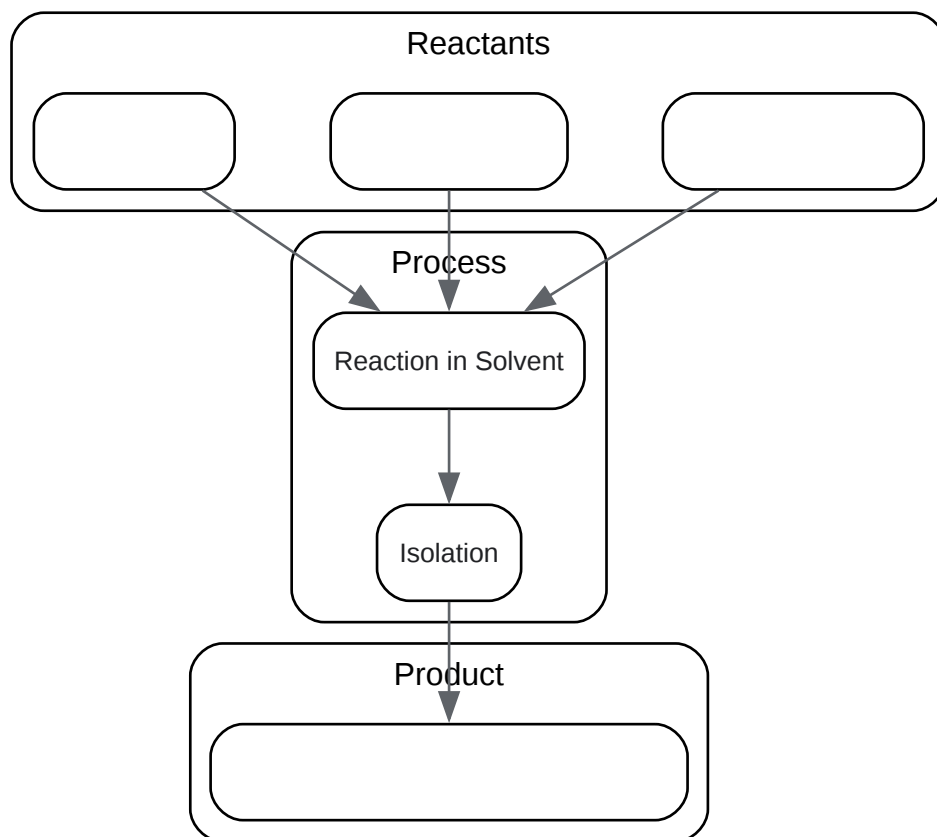 Reactants
Process
Reaction in Solvent
Isolation
Product